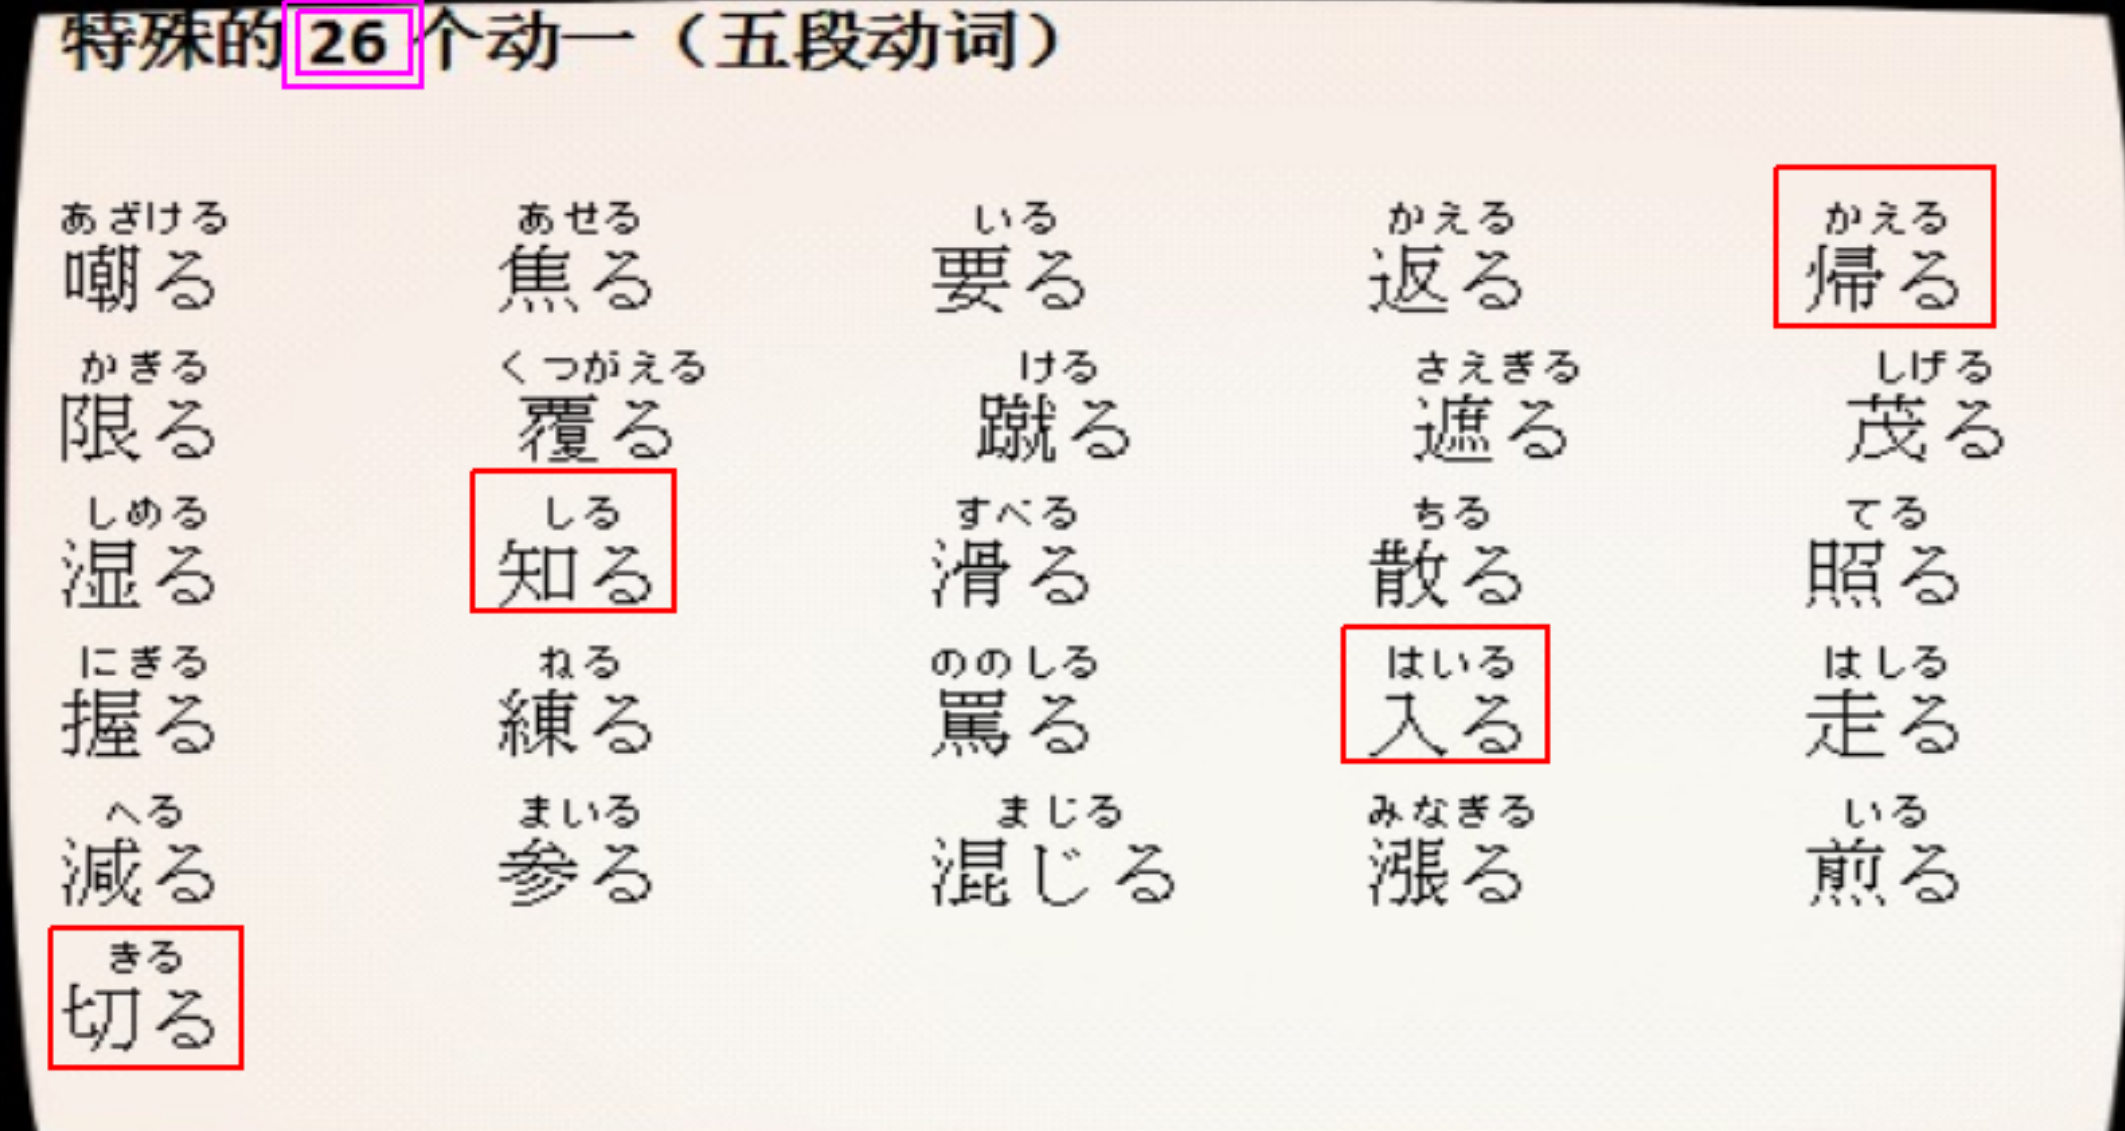 特殊的 26 个动一（五段动词）
あざける あせる いる かえる かえる
嘲る 焦る 要る 返る 帰る
かぎる くつがえる ける さえぎる しげる
限る 覆る 蹴る 遮る 茂る
しめる しる すべる ちる てる
湿る 知る 滑る 散る 照る
にぎる ねる ののしる はいる はしる
握る 練る 罵る 入る 走る
へる まいる まじる みなぎる いる
減る 参る 混じる 漲る 煎る
きる
切る